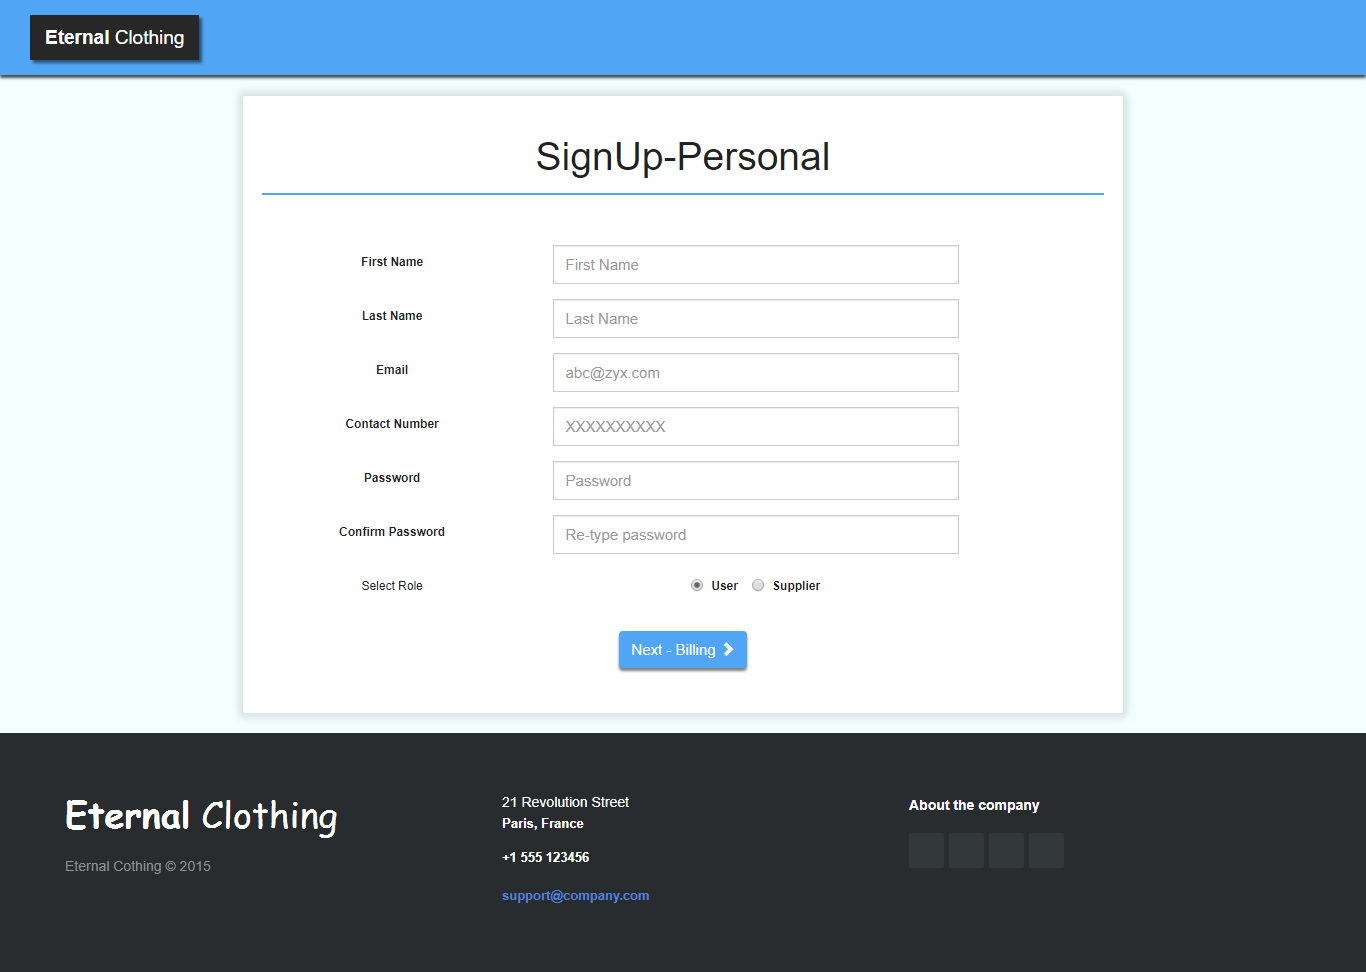 Eternal Clothing
SignUp-Personal
First Name
First Name
Last Name
Last Name
Email
abc@zyx.com
Contact Number
XXXXXXXXXX
Password
Password
Confirm Password
Re-type password
Select Role
User
Supplier
Next - Billing
Eternal Clothing
Eternal Cothing © 2015
21 Revolution Street
Paris, France
+1 555 123456
support@company.com
About the company